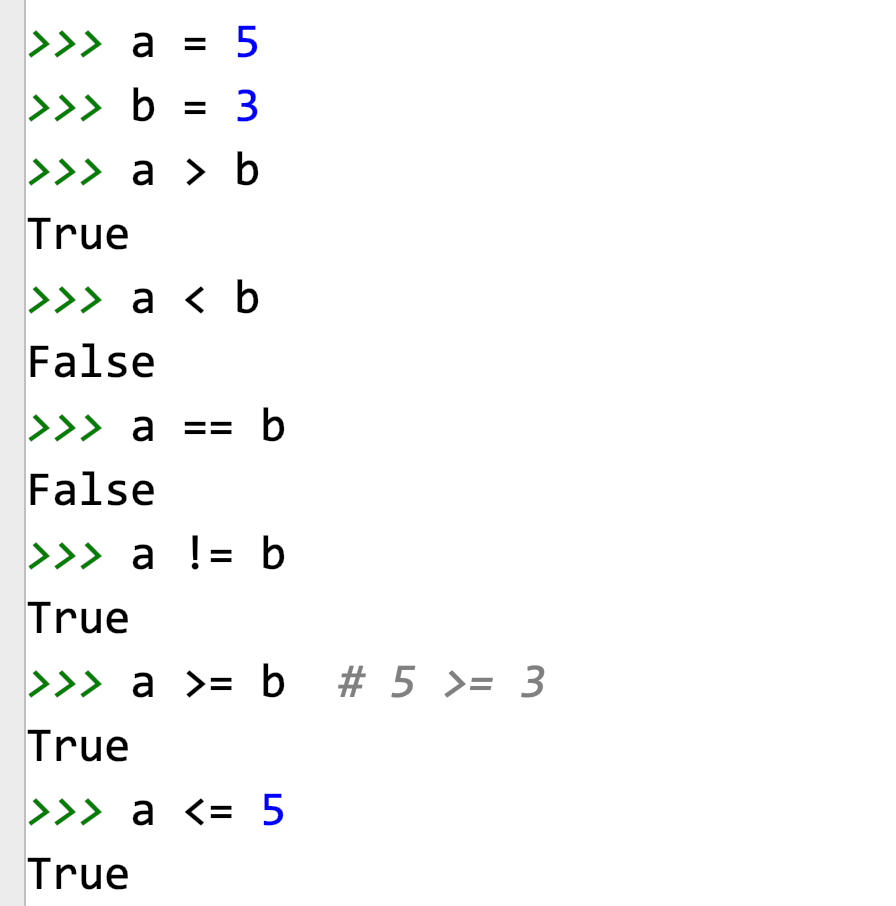 >>> a = 5
>>> b = 3
>>> a > b
True
>>> a < b
False
>>> a == b
False
>>> a != b
True
>>> a >= b  # 5 >= 3
True
>>> a <= 5
True